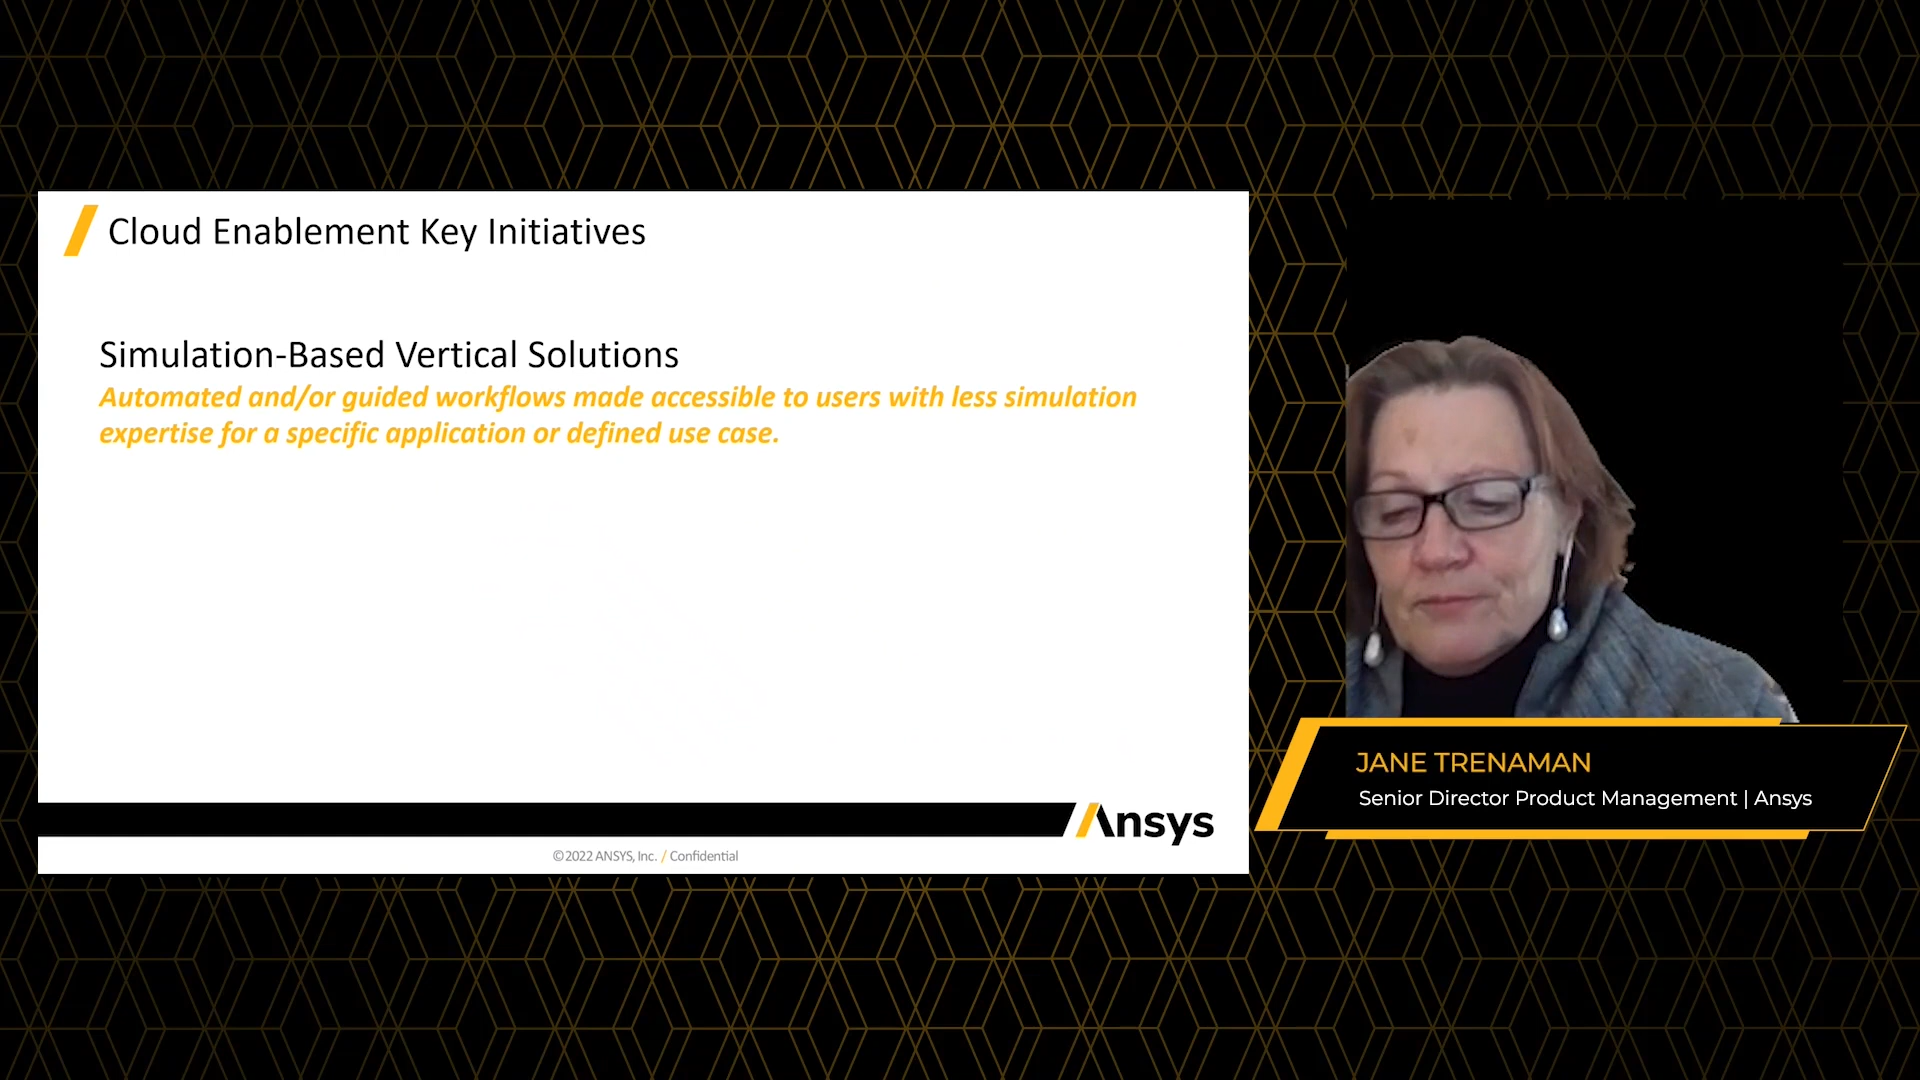 Cloud Enablement Key Initiatives
Simulation-Based Vertical Solutions
Automated and/or guided workflows made accessible to users with less simulation
expertise for a specific application or defined use case.
Ansys
©2022 ANSYS, Inc. / Confidential
JANE TRENAMAN
Senior Director Product Management | Ansys